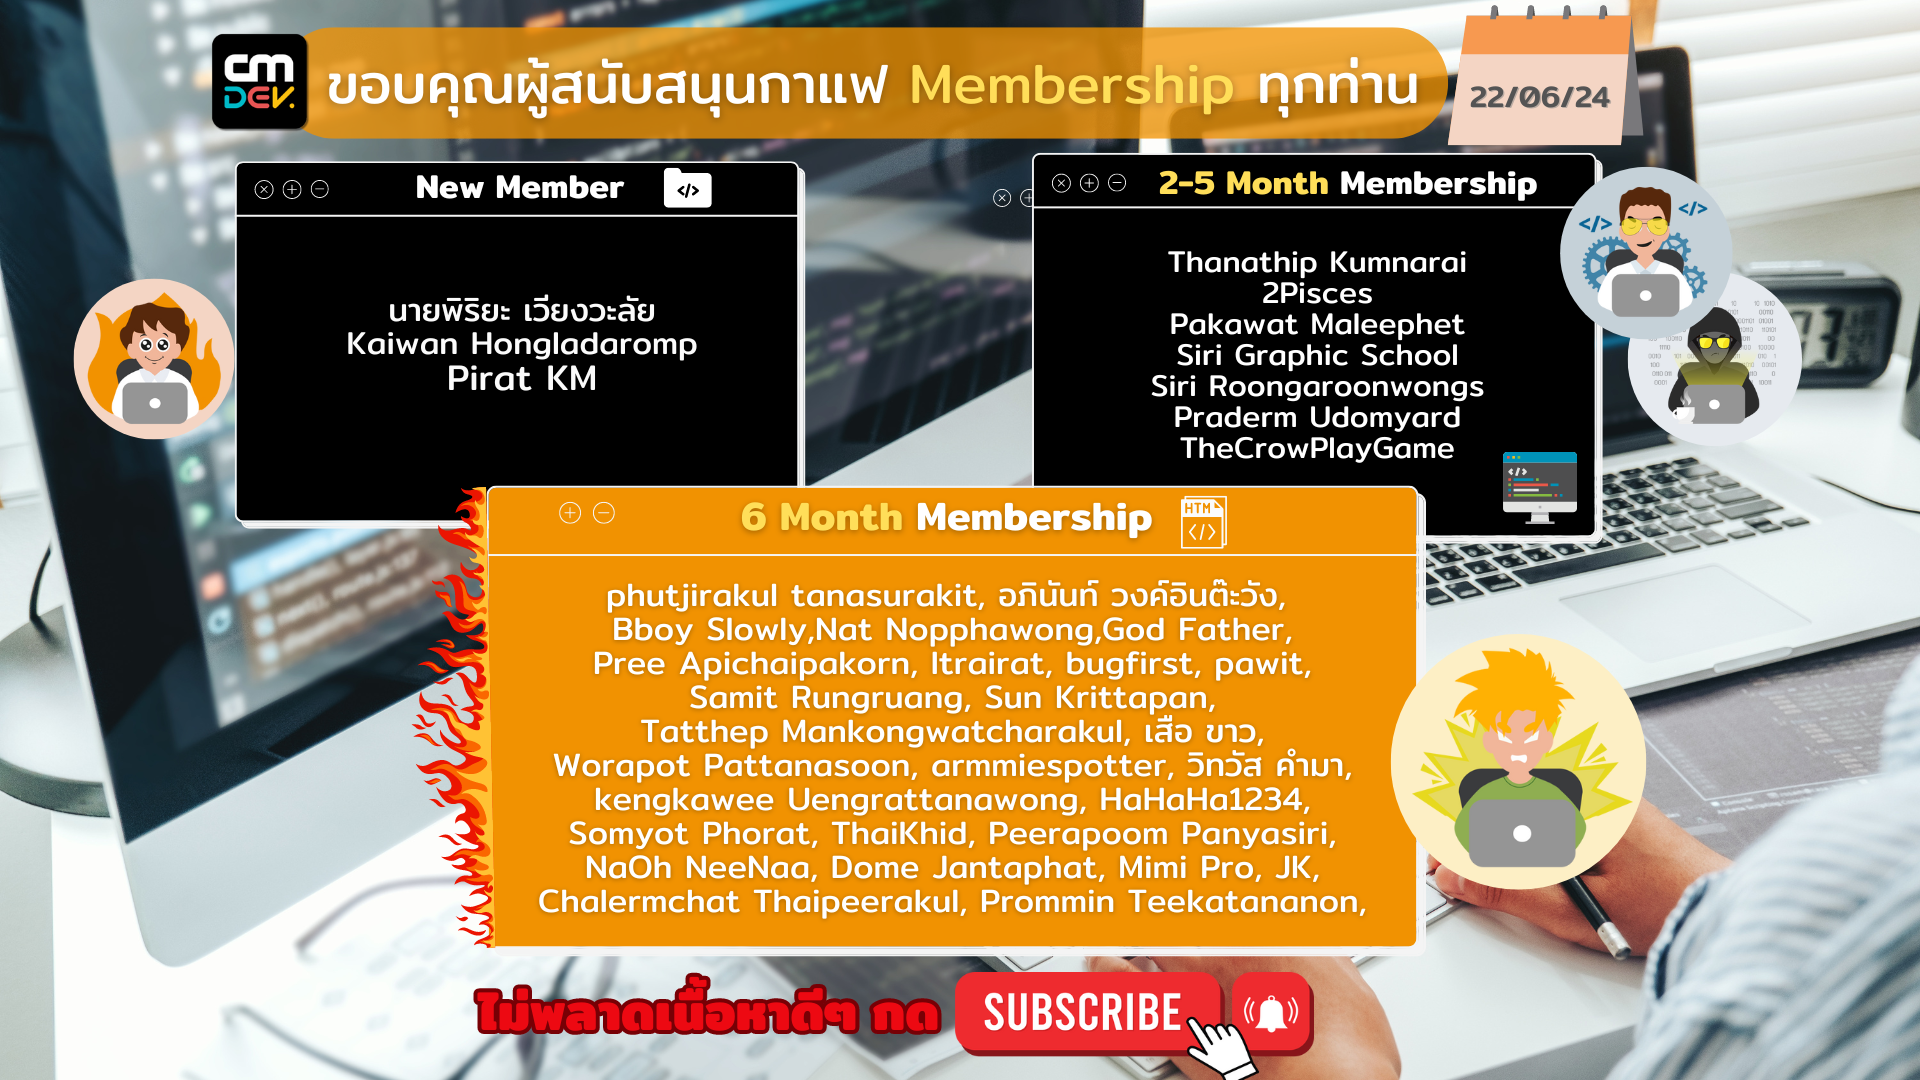 CM
DEV.
ขอบคุณผู้สนับสนุนกาแฟ Membership ทุกท่าน
22/06/24
New Member
</>
นายพิริยะ เวียงวะลัย
Kaiwan Hongladaromp
Pirat KM
2-5 Month Membership
Thanathip Kumnarai
2Pisces
Pakawat Maleephet
Siri Graphic School
Siri Roongaroonwongs
Praderm Udomyard
TheCrowPlayGame
6 Month Membership
HTM
</>
phutjirakul tanasurakit, อภินันท์ วงค์อินต๊ะวัง,
Bboy Slowly,Nat Nopphawong,God Father,
Pree Apichaipakorn, Itrairat, bugfirst, pawit,
Samit Rungruang, Sun Krittapan,
Tatthep Mankongwatcharakul, เสือ ขาว,
Worapot Pattanasoon, armmiespotter, วิทวัส คำมา,
kengkawee Uengrattanawong, HaHaHa1234,
Somyot Phorat, ThaiKhid, Peerapoom Panyasiri,
NaOh NeeNaa, Dome Jantaphat, Mimi Pro, JK,
Chalermchat Thaipeerakul, Prommin Teekatananon,
ไม่พลาดเนื้อหาดีๆ กด
SUBSCRIBE